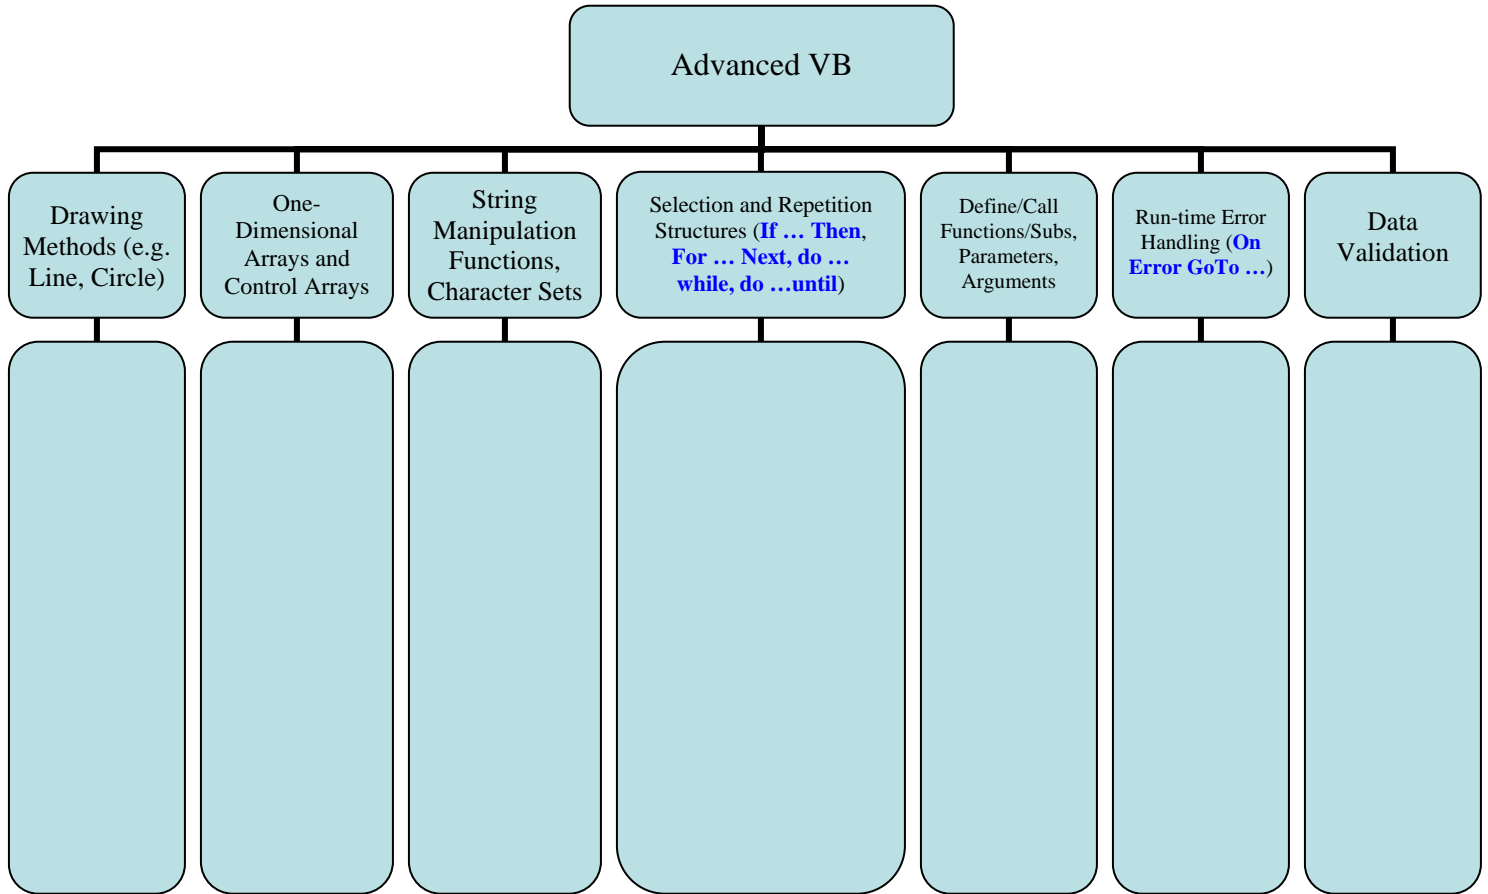 Advanced VB
Drawing
Methods (e.g.
Line, Circle)
One-
Dimensional
Arrays and
Control Arrays
String
Manipulation
Functions,
Character Sets
Selection and Repetition
Structures (If … Then,
For … Next, do …
while, do …until)
Define/Call
Functions/Subs,
Parameters,
Arguments
Run-time Error
Handling (On
Error GoTo …)
Data
Validation